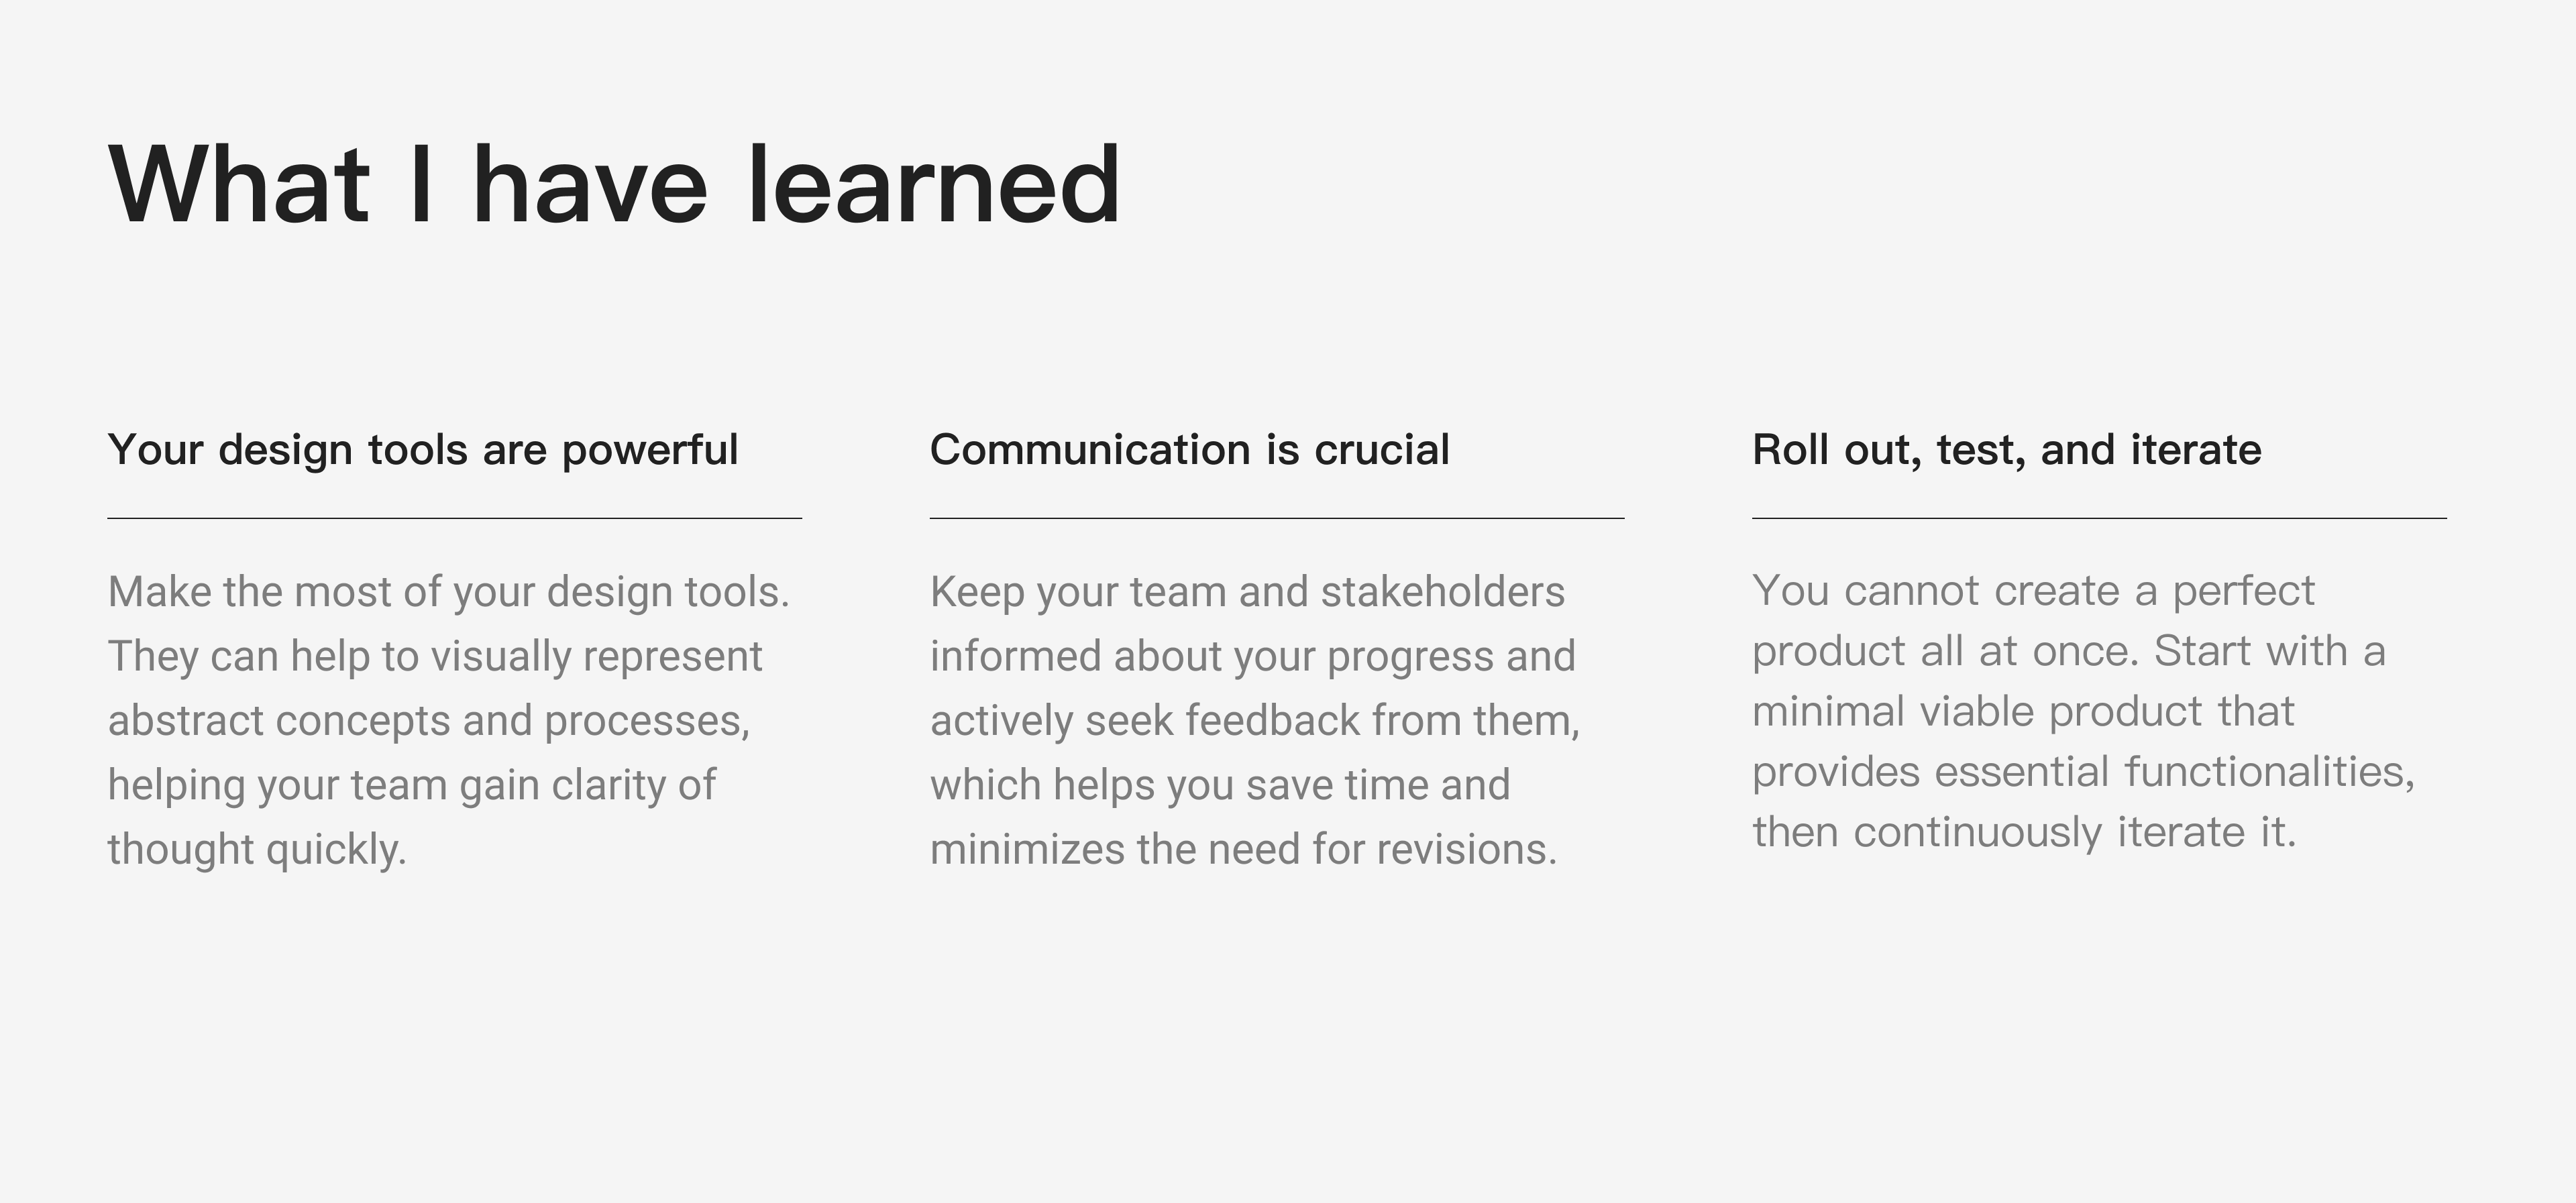 What I have learned
Your design tools are powerful
Make the most of your design tools.
They can help to visually represent
abstract concepts and processes,
helping your team gain clarity of
thought quickly.
Communication is crucial
Keep your team and stakeholders
informed about your progress and
actively seek feedback from them,
which helps you save time and
minimizes the need for revisions.
Roll out, test, and iterate
You cannot create a perfect
product all at once. Start with a
minimal viable product that
provides essential functionalities,
then continuously iterate it.